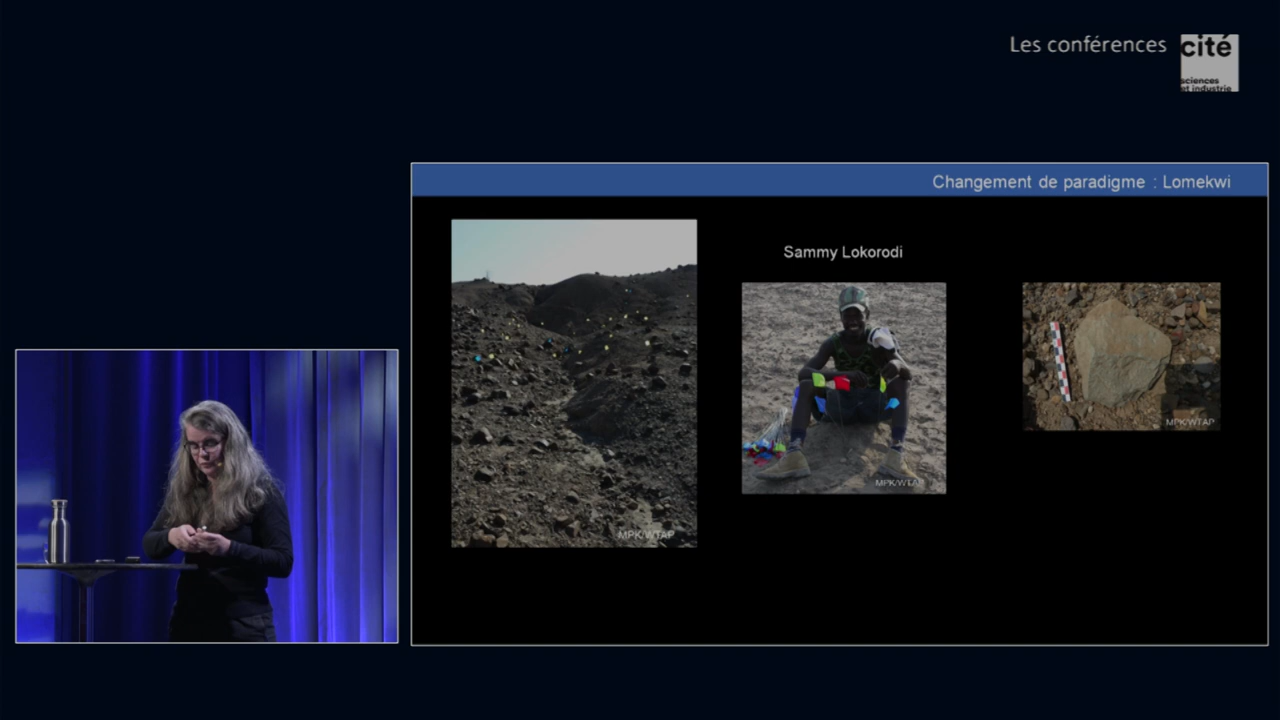 Les conférences
cité
sciences
et industrie
Changement de paradigme : Lomekwi
Sammy Lokorodi
MPK/WTAP
MPK/WTAP
MPK/WTAP